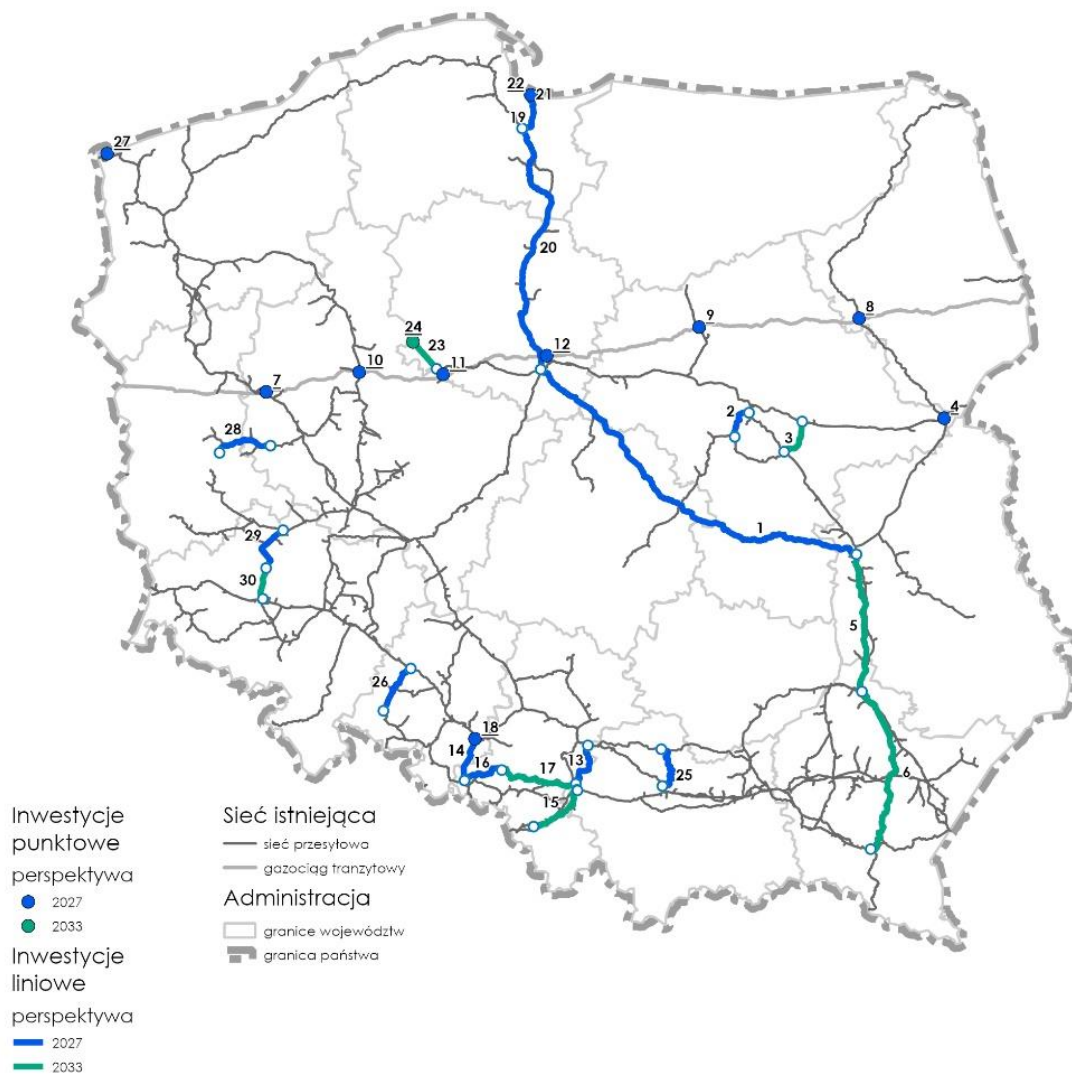 22
21
19
27
20
8
9
24
23
12
10
11
7
4
2
28
3
1
29
30
5
26
18
14
13
16
17
25
6
15
Inwestycje
punktowe
perspektywa
2027
2033
Inwestycje
liniowe
perspektywa
2027
2033
Sieć istniejąca
sieć przesyłowa
gazociąg tranzytowy
Administracja
granice województw
granica państwa